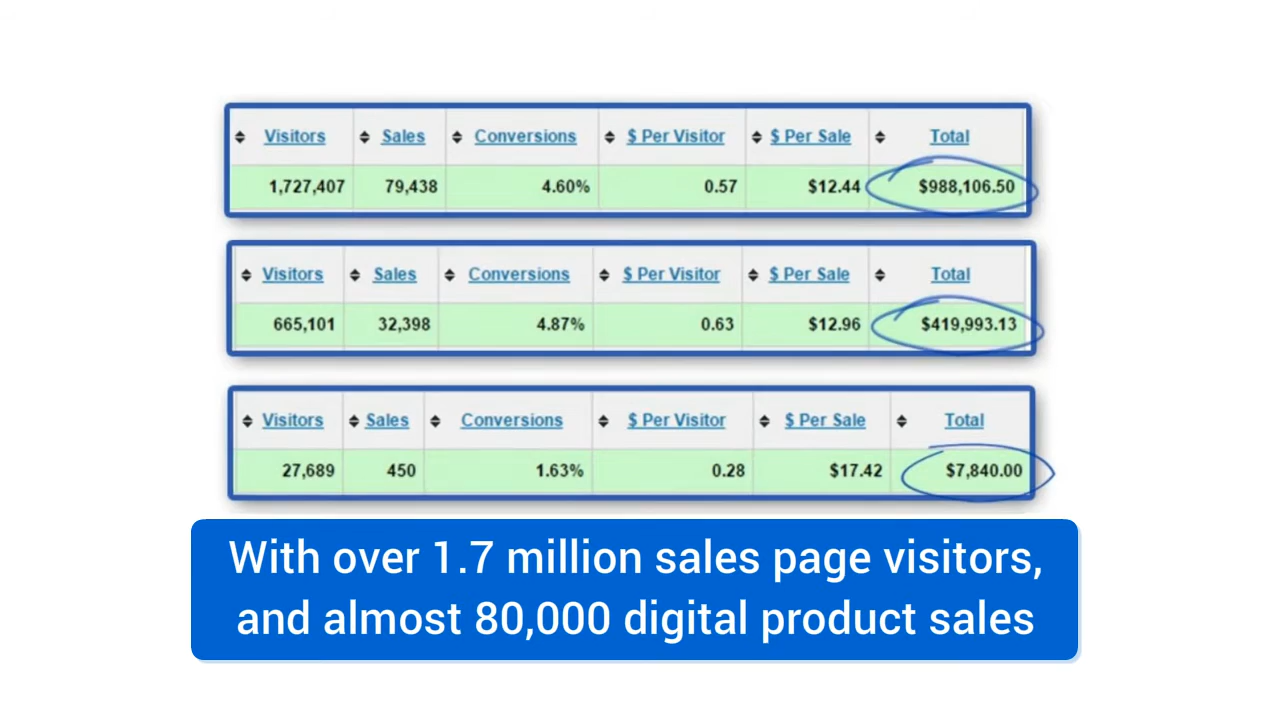 Visitors Sales Conversions $ Per Visitor $ Per Sale Total
1,727,407 79,438 4.60% 0.57 $12.44 $988,106.50
Visitors Sales Conversions $ Per Visitor $ Per Sale Total
665,101 32,398 4.87% 0.63 $12.96 $419,993.13
Visitors Sales Conversions $ Per Visitor $ Per Sale Total
27,689 450 1.63% 0.28 $17.42 $7,840.00
With over 1.7 million sales page visitors,
and almost 80,000 digital product sales